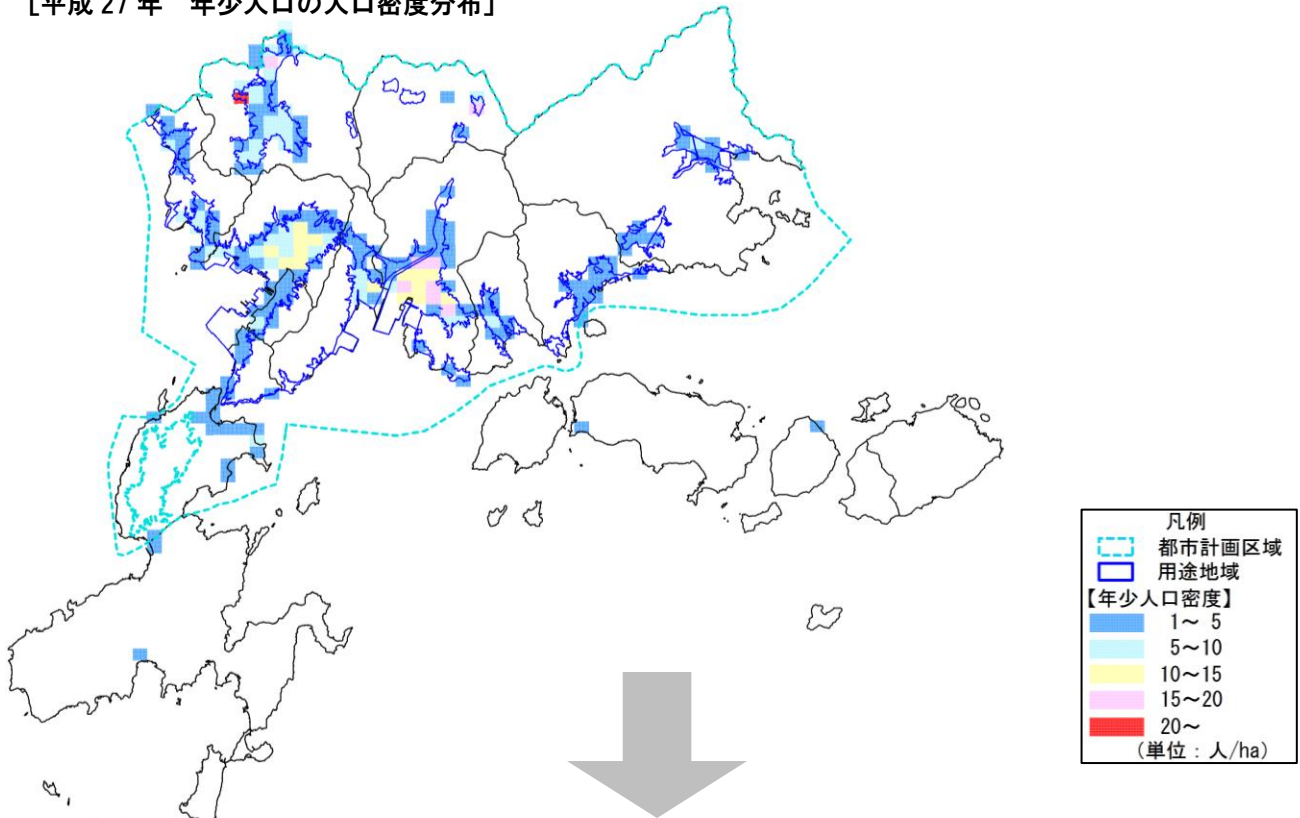 ［平成 27 年　年少人口の人口密度分布］
凡例
都市計画区域
用途地域
【年少人口密度】
1～ 5
5～10
10～15
15～20
20～
（単位：人/ha）